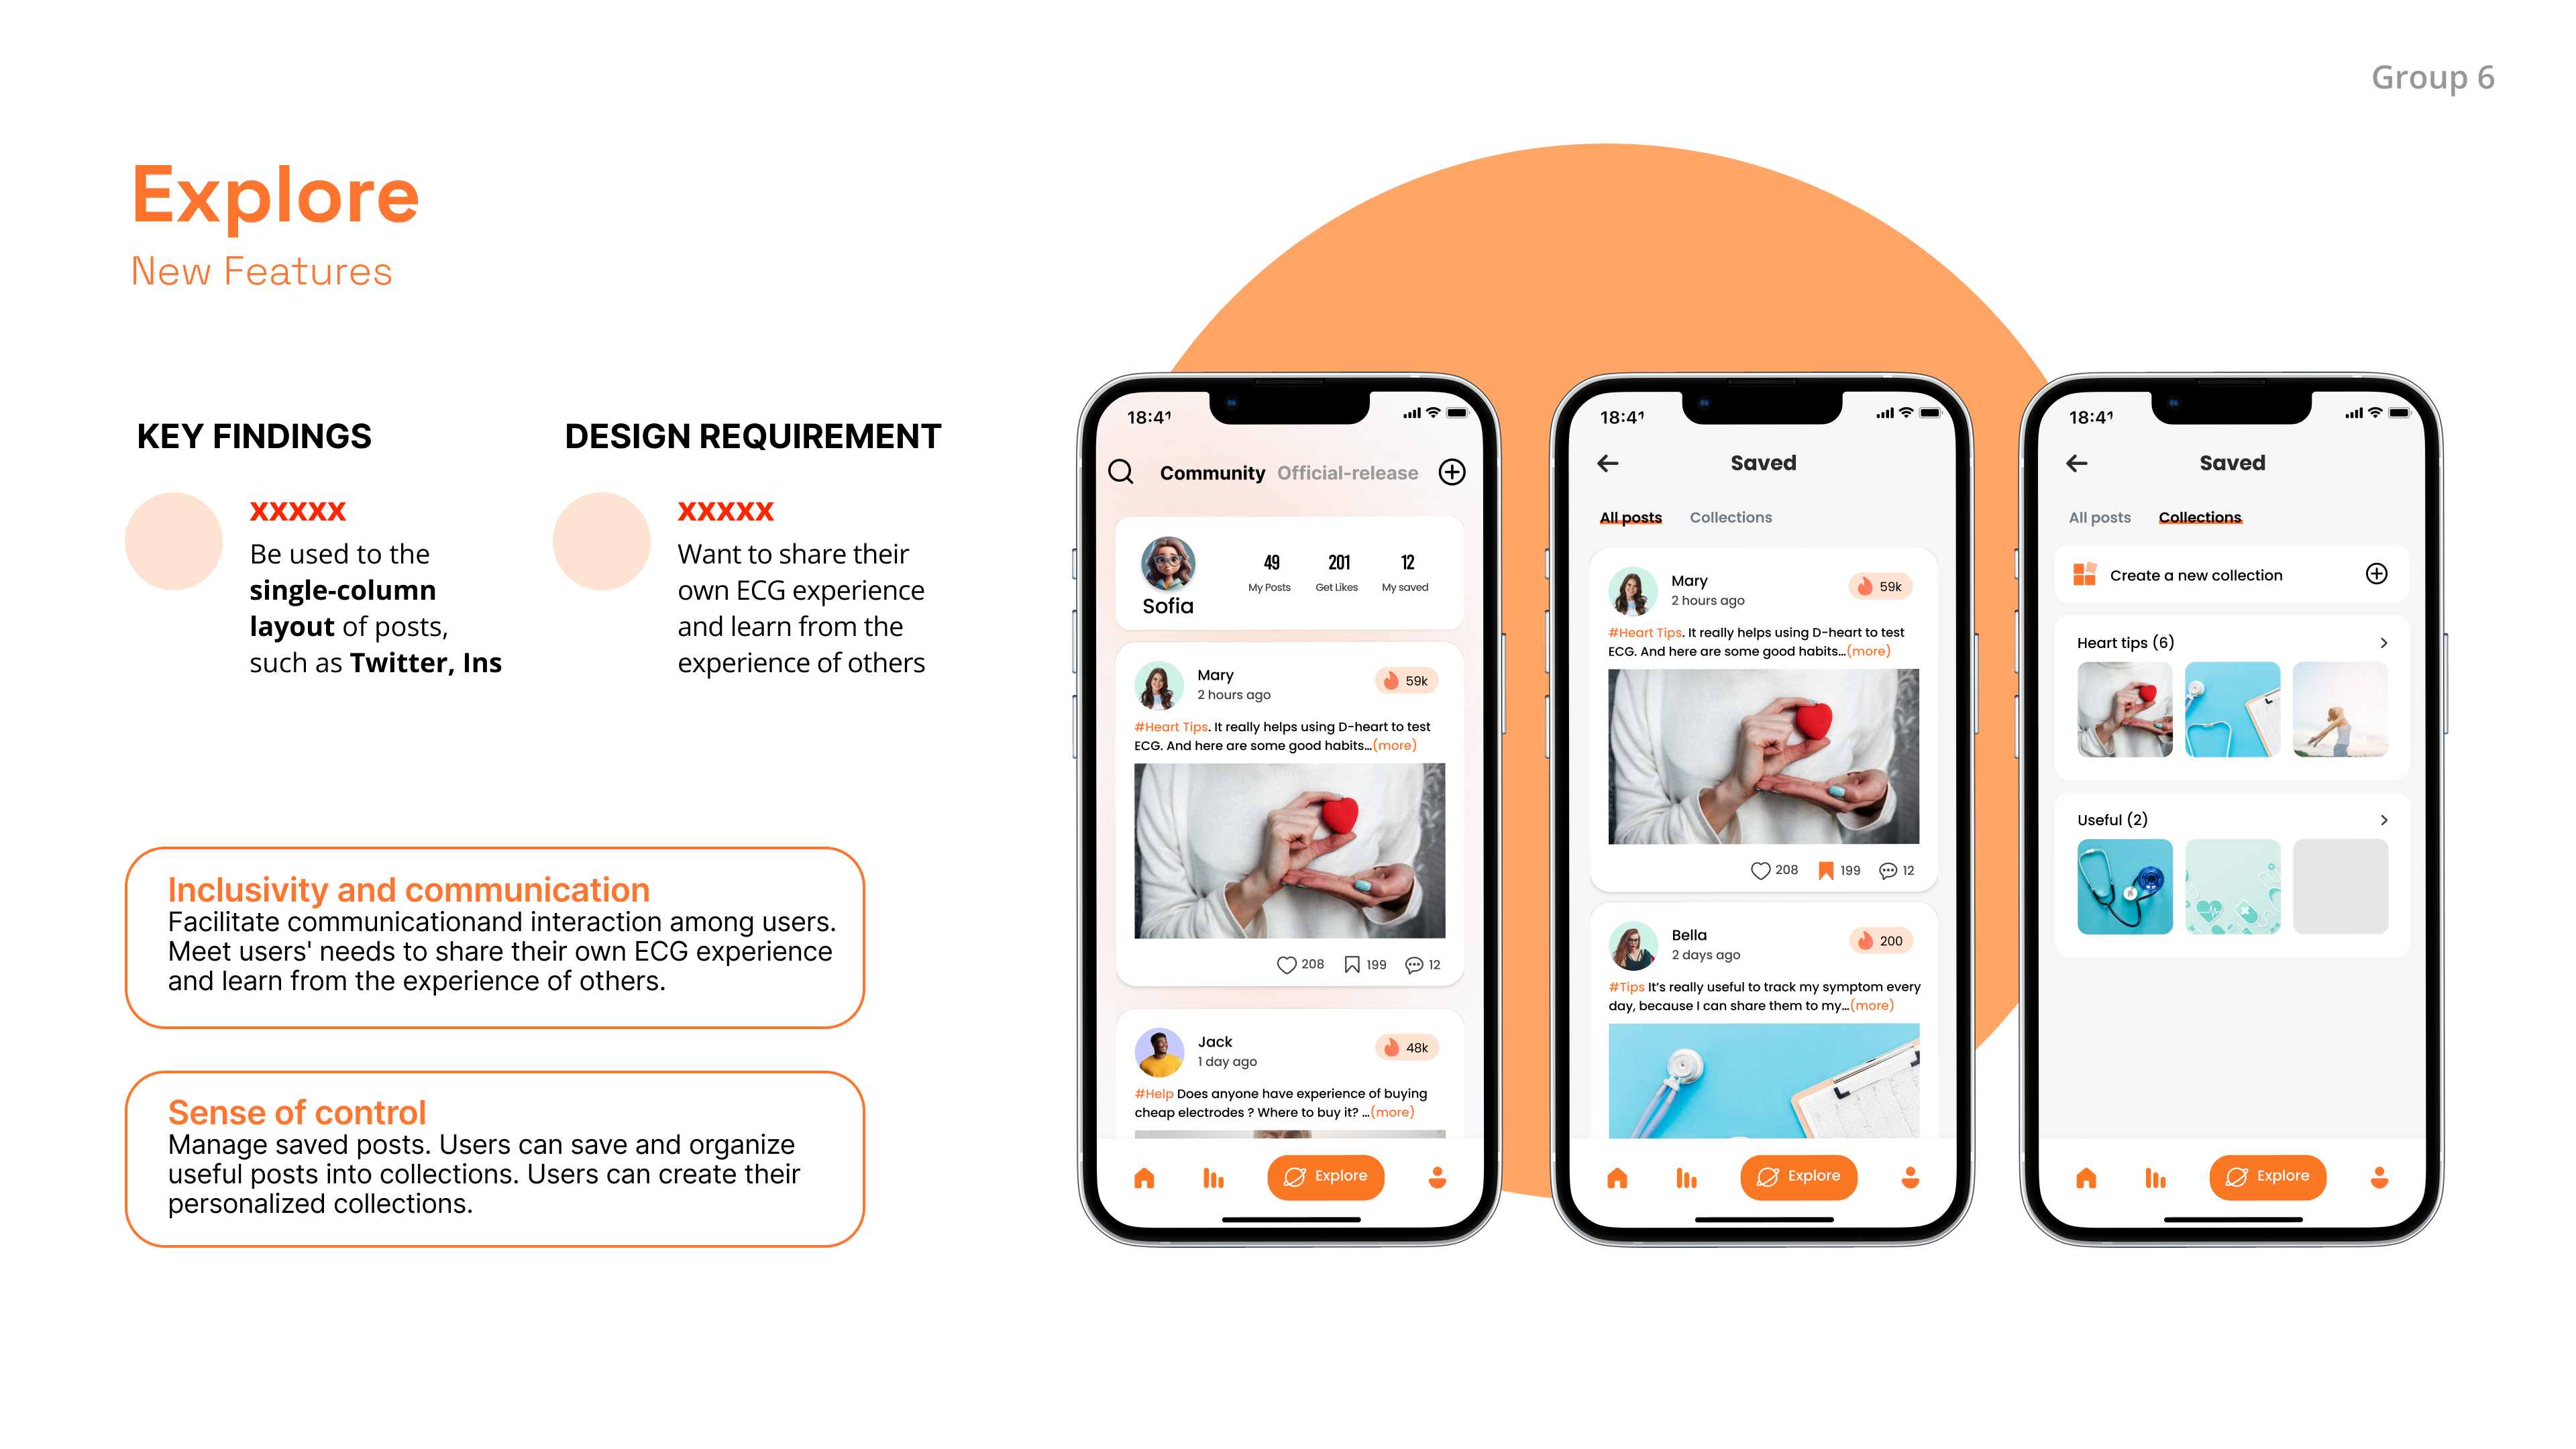 Group 6
Explore
New Features
KEY FINDINGS
xxxxx
Be used to the
single-column
layout of posts,
such as Twitter, Ins
DESIGN REQUIREMENT
xxxxx
Want to share their
own ECG experience
and learn from the
experience of others
Inclusivity and communication
Facilitate communicationand interaction among users.
Meet users' needs to share their own ECG experience
and learn from the experience of others.
Sense of control
Manage saved posts. Users can save and organize
useful posts into collections. Users can create their
personalized collections.
18:41
Community Official-release
49 201 12
My Posts Get Likes My saved
Sofia
Mary
2 hours ago
59k
#Heart Tips. It really helps using D-heart to test
ECG. And here are some good habits...(more)
208 199 12
Jack
1 day ago
48k
#Help Does anyone have experience of buying
cheap electrodes ? Where to buy it? ...(more)
Explore
18:41
Saved
All posts Collections
Mary
2 hours ago
59k
#Heart Tips. It really helps using D-heart to test
ECG. And here are some good habits...(more)
208 199 12
Bella
2 days ago
200
#Tips It's really useful to track my symptom every
day, because I can share them to my...(more)
Explore
18:41
Saved
All posts Collections
Create a new collection
Heart tips (6)
Useful (2)
Explore